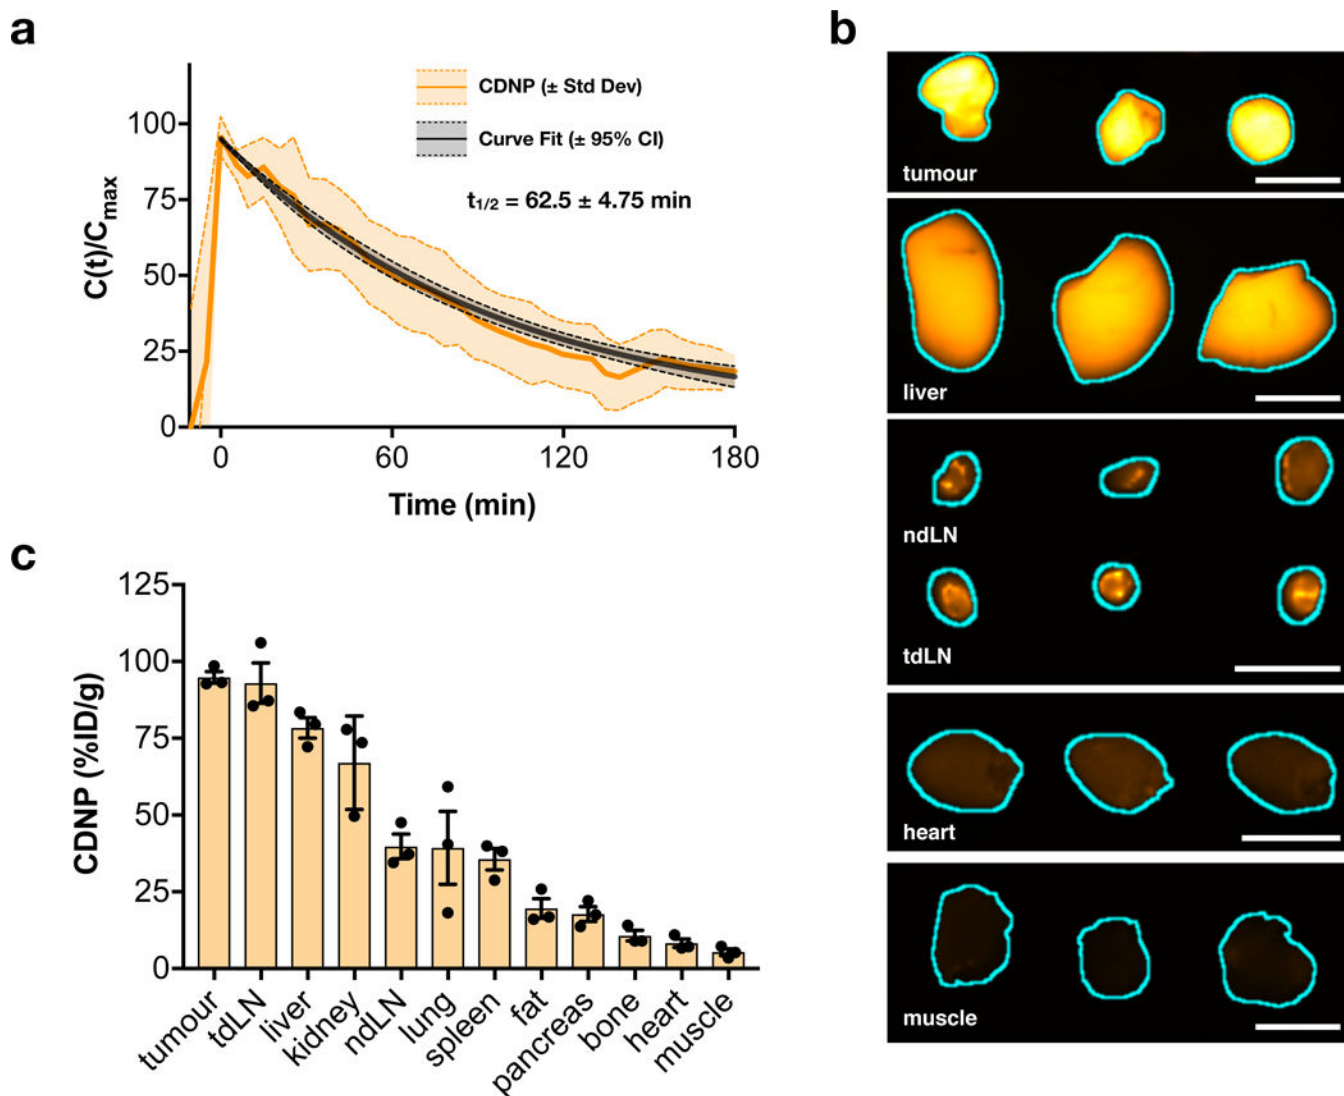 a
CDNP (± Std Dev)
Curve Fit (± 95% CI)
t1/2 = 62.5 ± 4.75 min
C(t)/Cmax
100
75
50
25
0
0 60 120 180
Time (min)
b
tumour
liver
ndLN
tdLN
heart
muscle
c
CDNP (%ID/g)
125
100
75
50
25
0
tumour
tdLN
liver
kidney
ndLN
lung
spleen
fat
pancreas
bone
heart
muscle